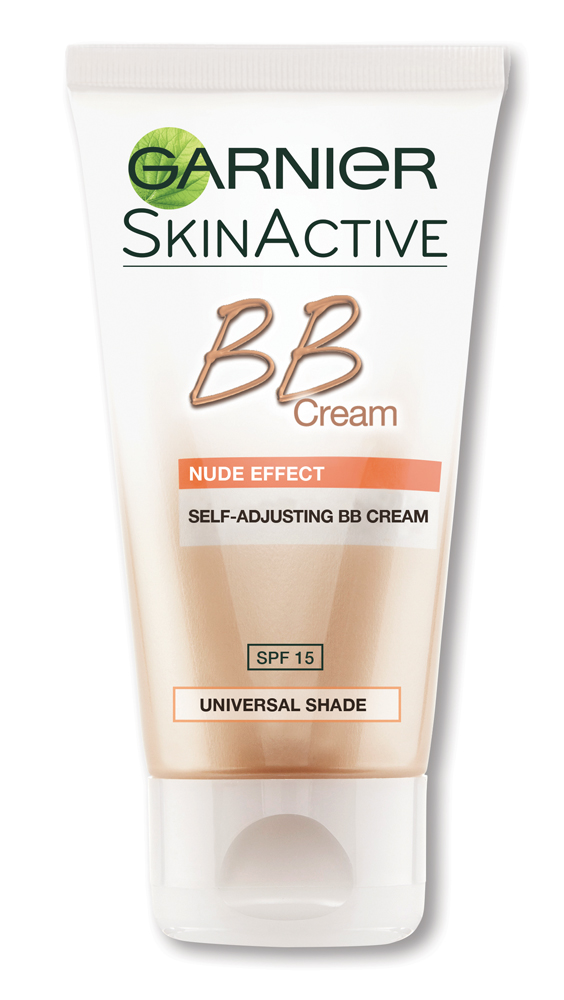 GARNIER
SKINACTIVE
BB
Cream
NUDE EFFECT
SELF-ADJUSTING BB CREAM
SPF 15
UNIVERSAL SHADE